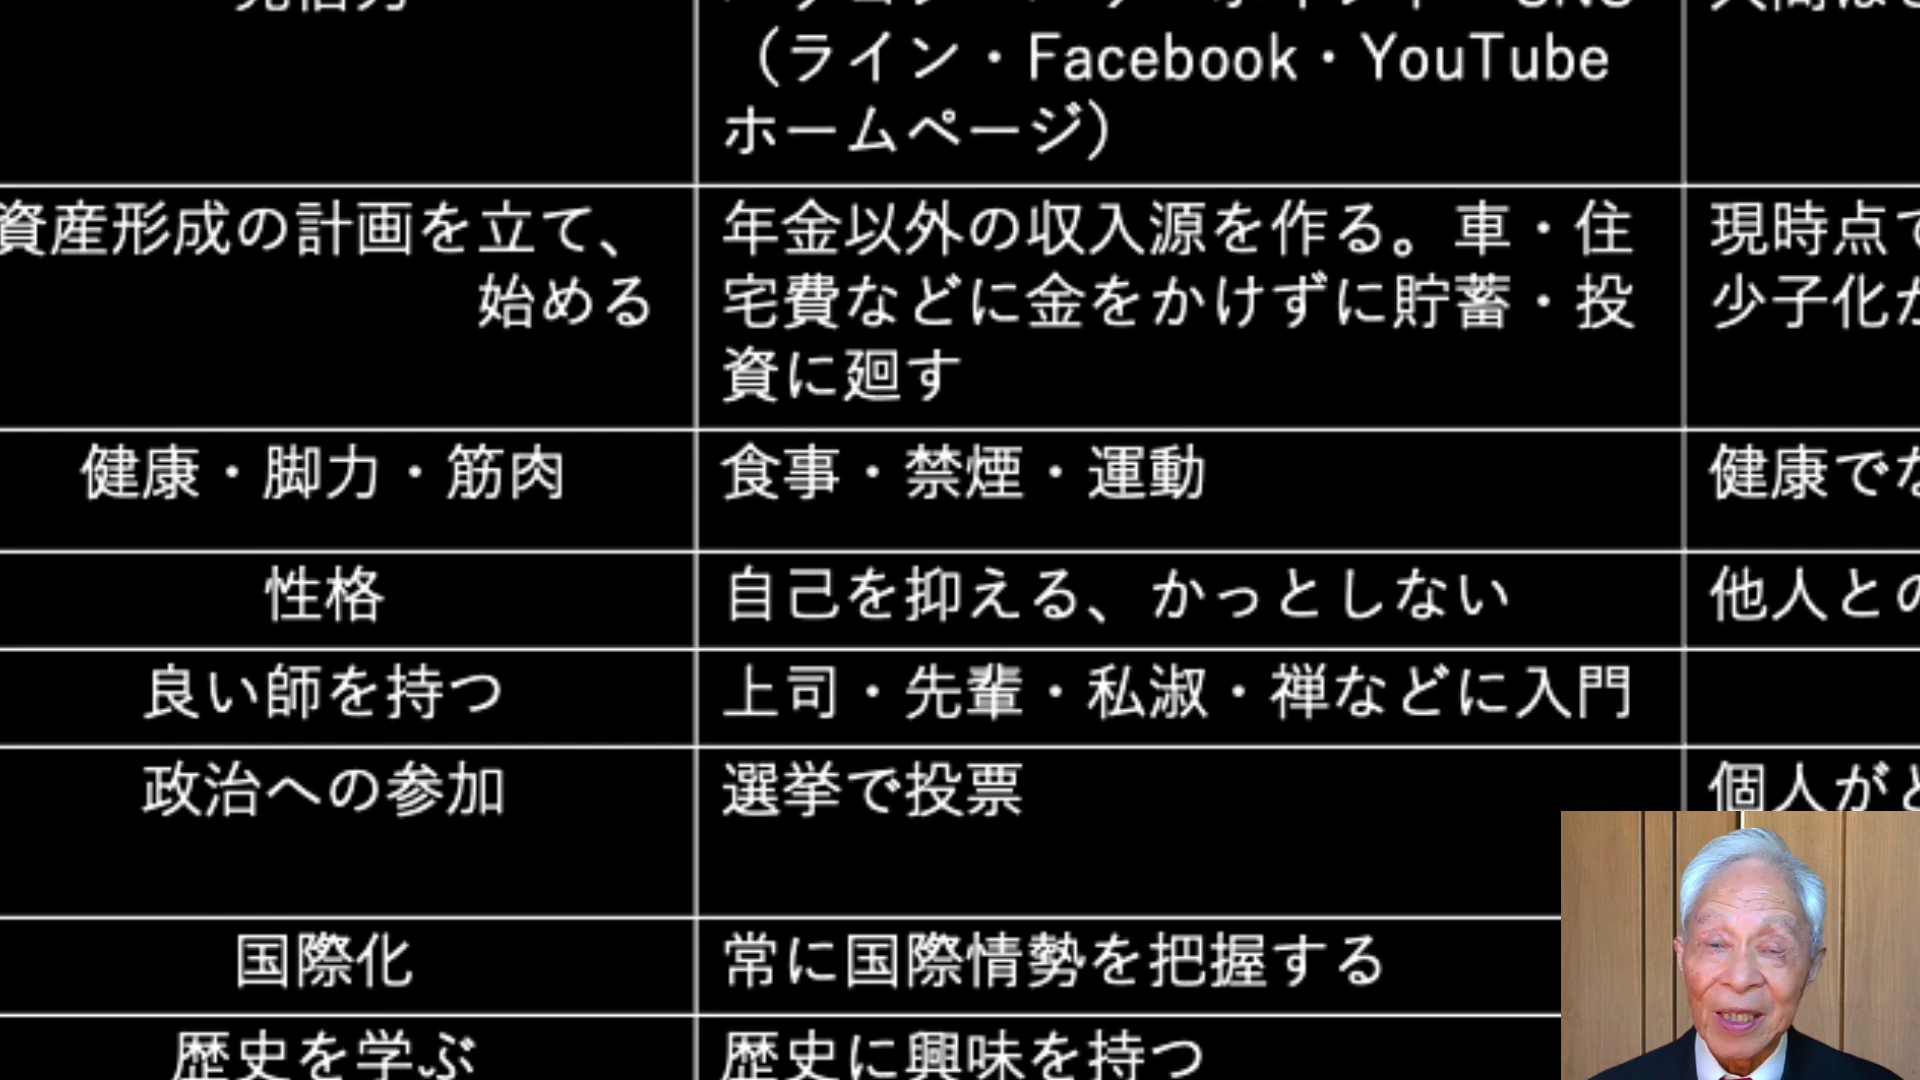 発信力
（ライン・Facebook・YouTube
ホームページ）
資産形成の計画を立て、
始める
年金以外の収入源を作る。車・住
宅費などに金をかけずに貯蓄・投
資に廻す
現時点で
少子化が
健康・脚力・筋肉
食事・禁煙・運動
健康でな
性格
自己を抑える、かっとしない
他人との
良い師を持つ
上司・先輩・私淑・禅などに入門
政治への参加
選挙で投票
個人がど
国際化
常に国際情勢を把握する
歴史を学ぶ
歴史に興味を持つ